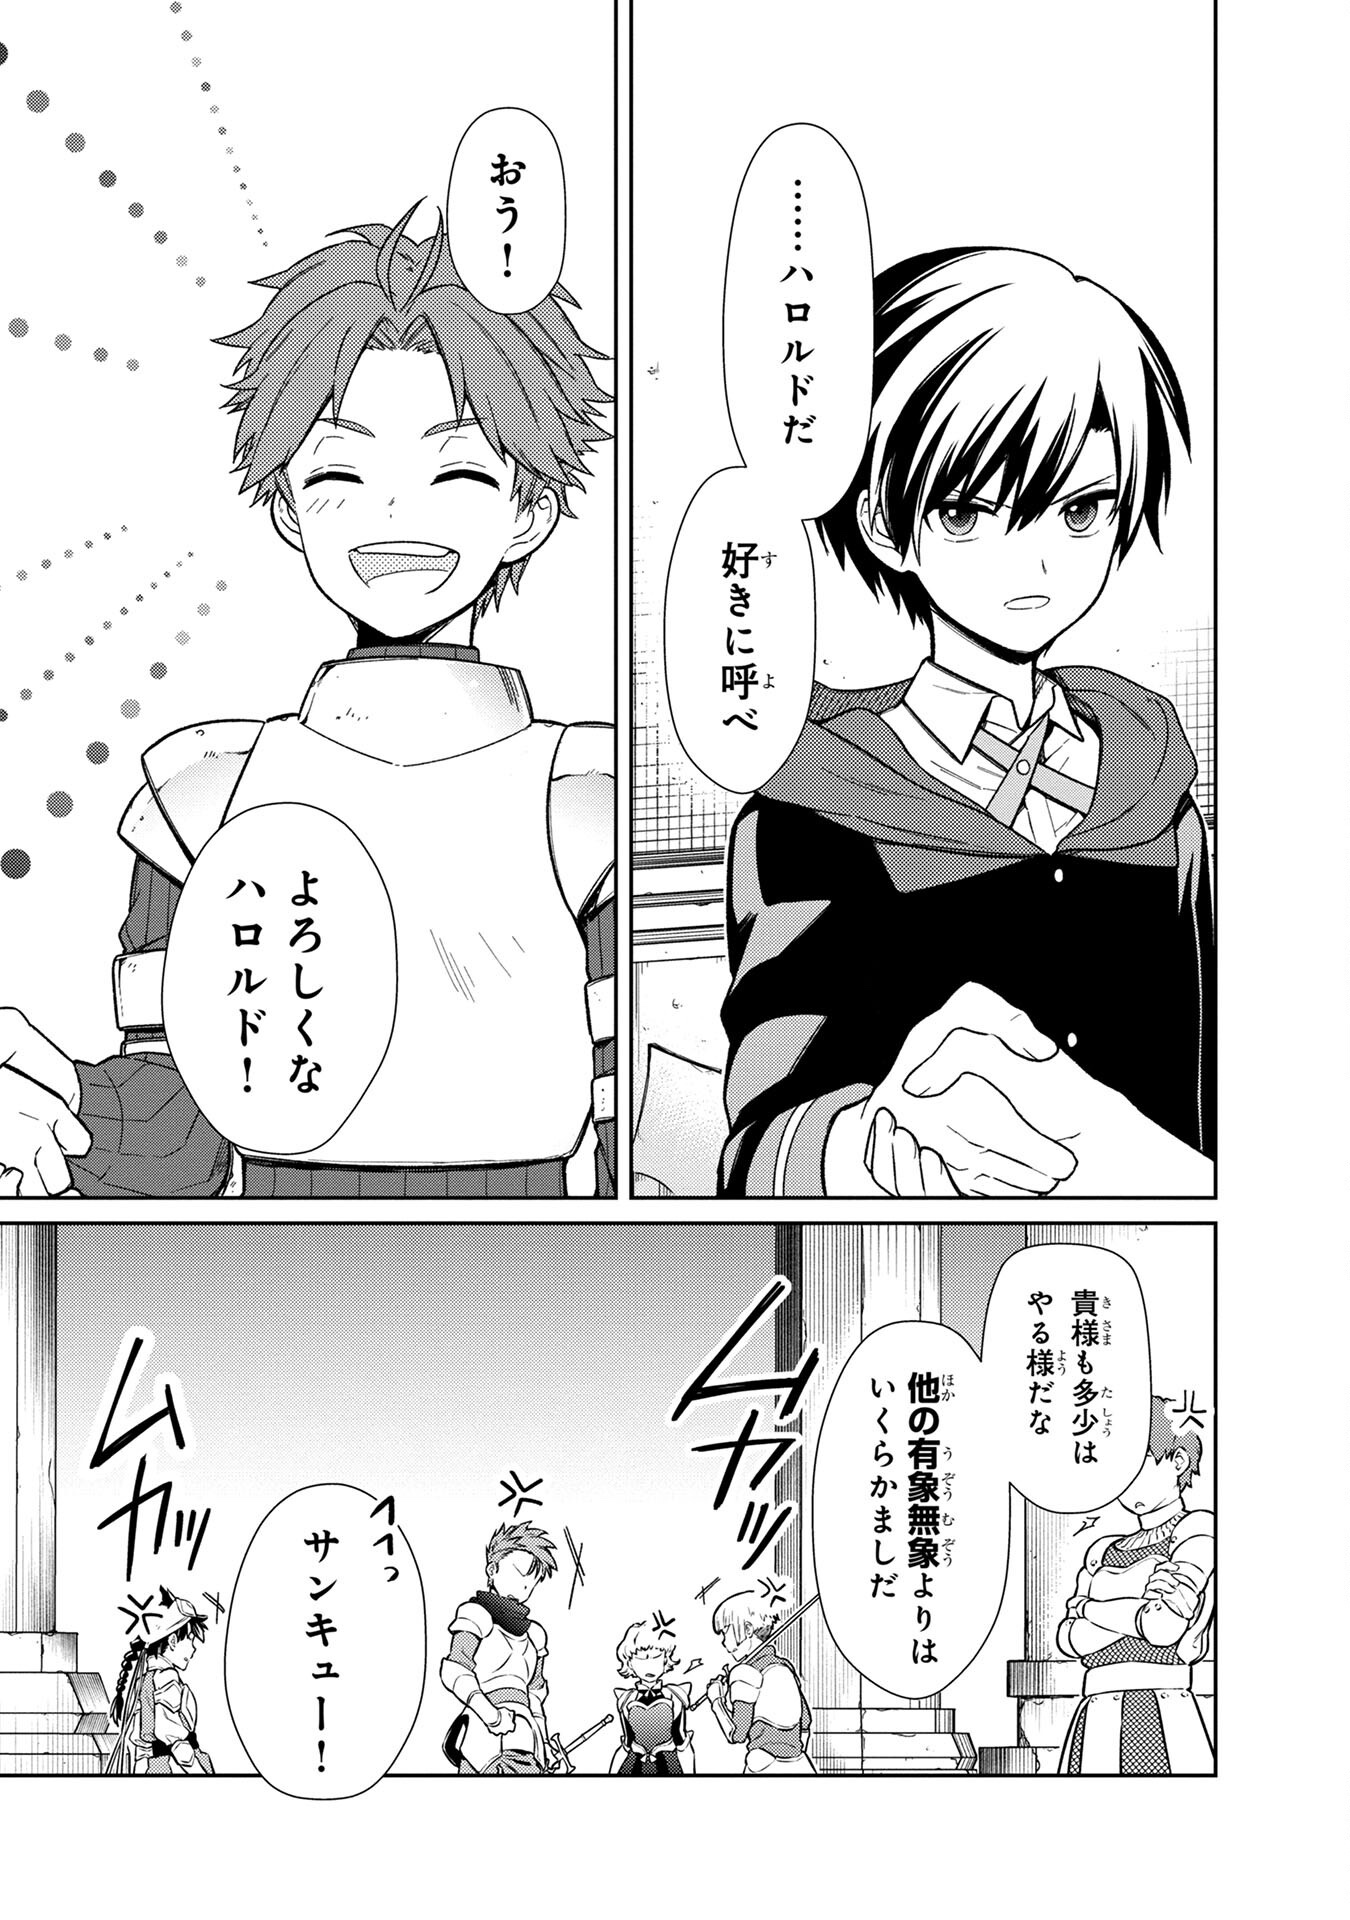 ……ハロルドだ
好きに呼べ
おう！
よろしくな
ハロルド！
貴様も多少は
やる様だな
他の有象無象よりは
いくらかましだ
ムカッ
イラッ
サンキュー！
ムカッ